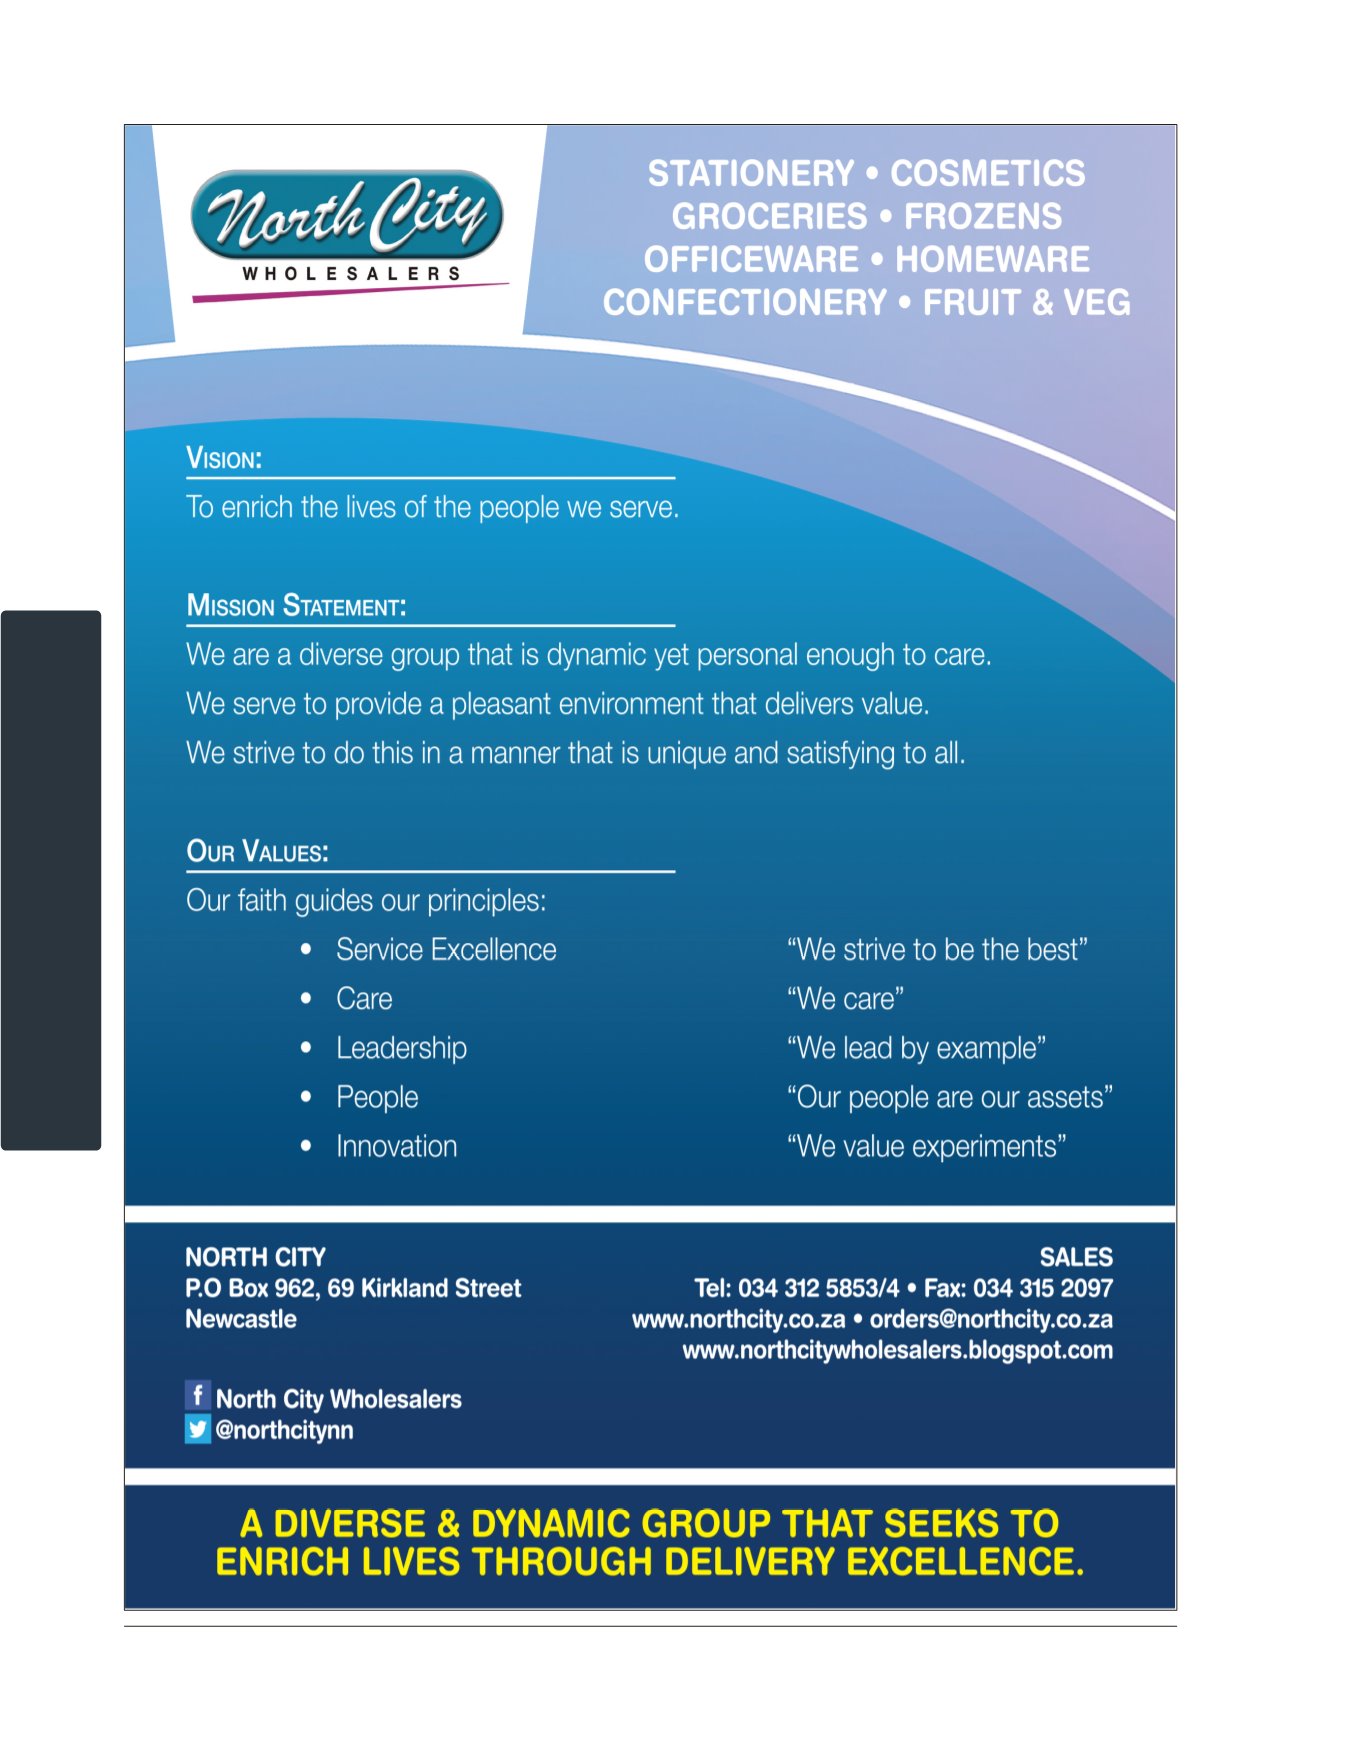 North City
WHOLESALERS
STATIONERY • COSMETICS
GROCERIES • FROZENS
OFFICEWARE • HOMEWARE
CONFECTIONERY • FRUIT & VEG
VISION:
To enrich the lives of the people we serve.
MISSION STATEMENT:
We are a diverse group that is dynamic yet personal enough to care.
We serve to provide a pleasant environment that delivers value.
We strive to do this in a manner that is unique and satisfying to all.
OUR VALUES:
Our faith guides our principles:
• Service Excellence “We strive to be the best”
• Care “We care”
• Leadership “We lead by example”
• People “Our people are our assets”
• Innovation “We value experiments”
NORTH CITY
P.O Box 962, 69 Kirkland Street
Newcastle
SALES
Tel: 034 312 5853/4 • Fax: 034 315 2097
www.northcity.co.za • orders@northcity.co.za
www.northcitywholesalers.blogspot.com
f North City Wholesalers
@northcitynn
A DIVERSE & DYNAMIC GROUP THAT SEEKS TO
ENRICH LIVES THROUGH DELIVERY EXCELLENCE.